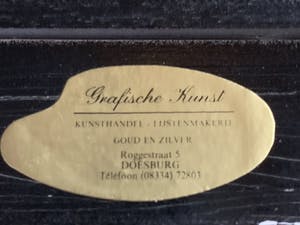 Grafische Kunst
KUNSTHANDEL - LIJSTENMAKERIJ
GOUD EN ZILVER
Roggestraat 5
DOESBURG
Telefoon (08334) 72803